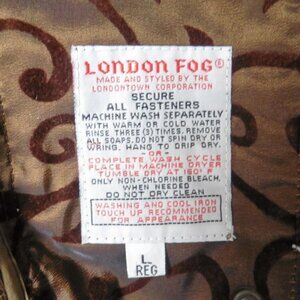 LONDON FOG®
MADE AND STYLED BY THE
LONDONTOWN CORPORATION
SECURE
ALL FASTENERS
MACHINE WASH SEPARATELY
WITH WARM OR COLD WATER
RINSE THREE (3) TIMES. REMOVE
ALL SOAPS. DO NOT SPIN DRY OR
WRING. HANG TO DRIP DRY.
-OR-
COMPLETE WASH CYCLE
PLACE IN MACHINE DRYER
TUMBLE DRY AT 160° F
ONLY NON-CHLORINE BLEACH,
WHEN NEEDED
DO NOT DRY CLEAN
WASHING AND COOL IRON
TOUCH UP RECOMMENDED
FOR APPEARANCE.
L
REG